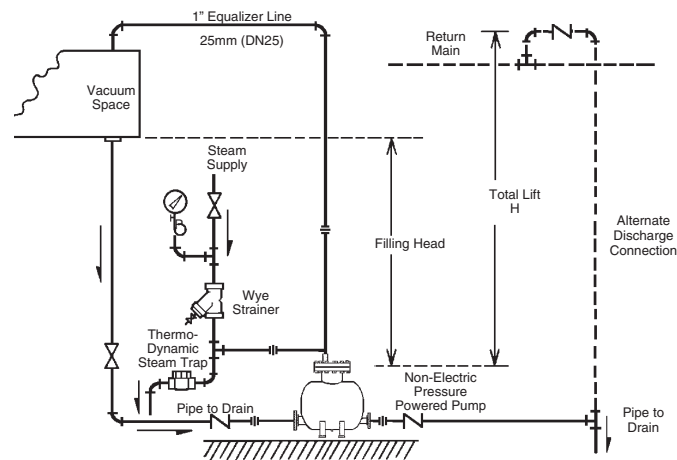 1" Equalizer Line
25mm (DN25)
Return
Main
Vacuum
Space
Steam
Supply
Total Lift
H
Alternate
Discharge
Connection
Filling Head
Wye
Strainer
Thermo-
Dynamic
Steam Trap
Non-Electric
Pressure
Powered Pump
Pipe to Drain
Pipe to
Drain